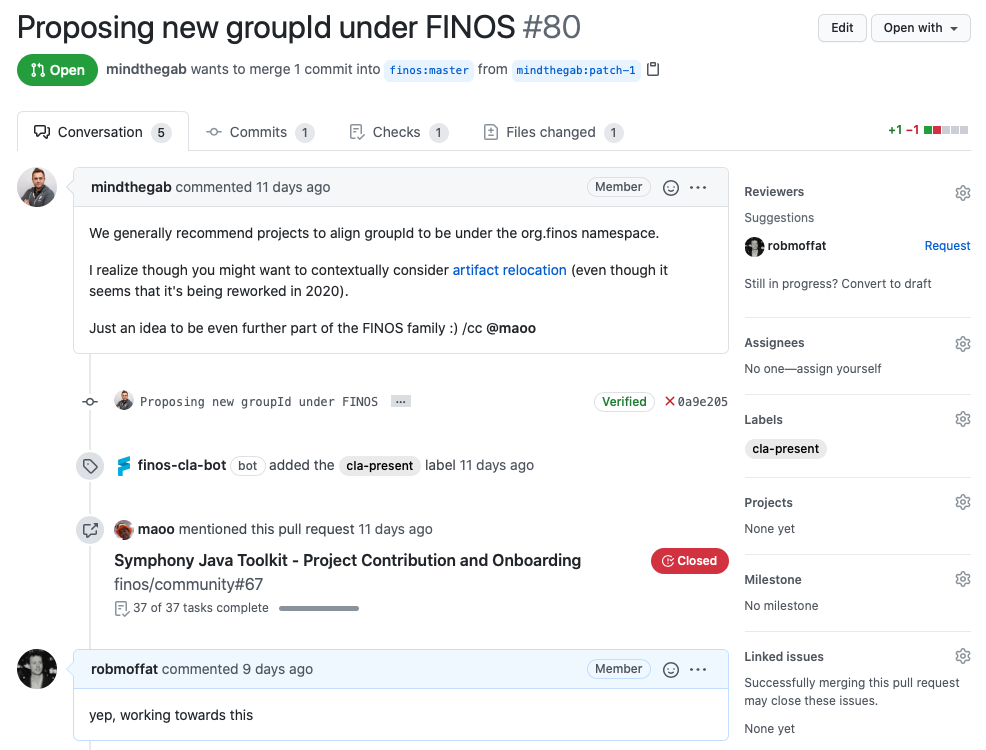 Proposing new groupId under FINOS #80
Edit
Open with
Open
mindthegab wants to merge 1 commit into finos:master from mindthegab:patch-1
Conversation 5
Commits 1
Checks 1
Files changed 1
+1 −1
mindthegab commented 11 days ago
Member
We generally recommend projects to align groupId to be under the org.finos namespace.
I realize though you might want to contextually consider artifact relocation (even though it
seems that it's being reworked in 2020).
Just an idea to be even further part of the FINOS family :) /cc @maoo
Proposing new groupId under FINOS ...
Verified
0a9e205
finos-cla-bot bot added the cla-present label 11 days ago
maoo mentioned this pull request 11 days ago
Symphony Java Toolkit - Project Contribution and Onboarding
Closed
finos/community#67
37 of 37 tasks complete
robmoffat commented 9 days ago
Member
yep, working towards this
Reviewers
Suggestions
robmoffat
Request
Still in progress? Convert to draft
Assignees
No one—assign yourself
Labels
cla-present
Projects
None yet
Milestone
No milestone
Linked issues
Successfully merging this pull request
may close these issues.
None yet